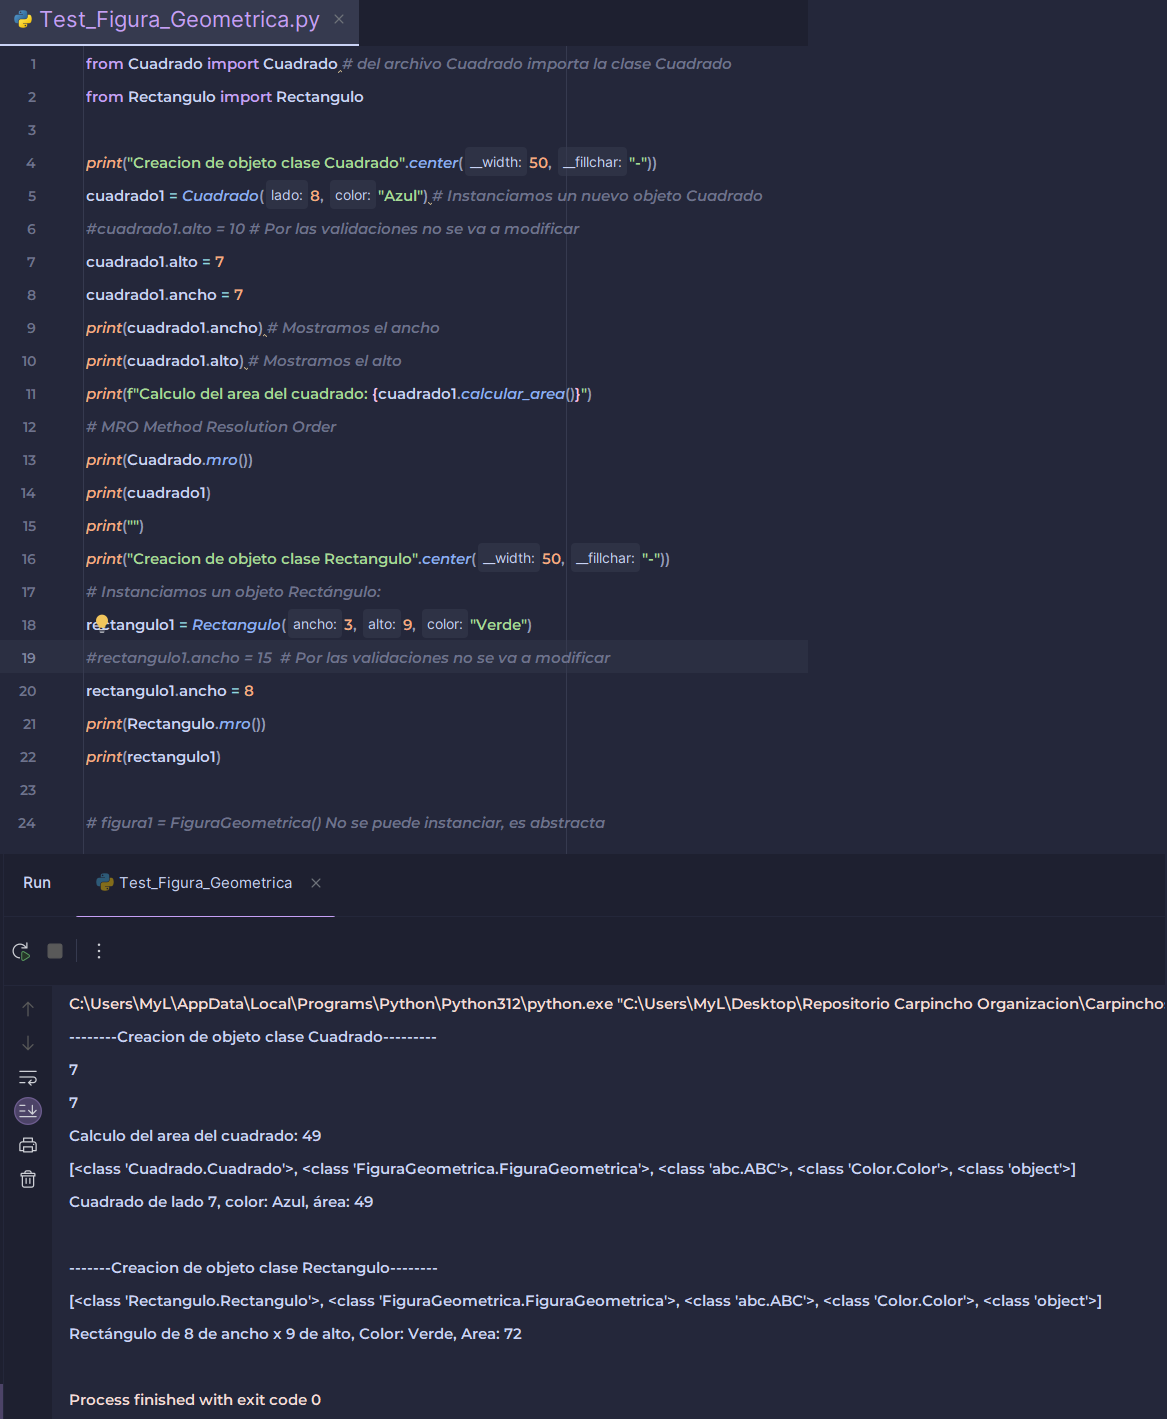 Test_Figura_Geometrica.py
1 from Cuadrado import Cuadrado # del archivo Cuadrado importa la clase Cuadrado
2 from Rectangulo import Rectangulo
3
4 print("Creacion de objeto clase Cuadrado".center( __width: 50, __fillchar: "-"))
5 cuadrado1 = Cuadrado( lado: 8, color: "Azul") # Instanciamos un nuevo objeto Cuadrado
6 #cuadrado1.alto = 10 # Por las validaciones no se va a modificar
7 cuadrado1.alto = 7
8 cuadrado1.ancho = 7
9 print(cuadrado1.ancho) # Mostramos el ancho
10 print(cuadrado1.alto) # Mostramos el alto
11 print(f"Calculo del area del cuadrado: {cuadrado1.calcular_area()}")
12 # MRO Method Resolution Order
13 print(Cuadrado.mro())
14 print(cuadrado1)
15 print("")
16 print("Creacion de objeto clase Rectangulo".center( __width: 50, __fillchar: "-"))
17 # Instanciamos un objeto Rectángulo:
18 rectangulo1 = Rectangulo( ancho: 3, alto: 9, color: "Verde")
19 #rectangulo1.ancho = 15  # Por las validaciones no se va a modificar
20 rectangulo1.ancho = 8
21 print(Rectangulo.mro())
22 print(rectangulo1)
23
24 # figura1 = FiguraGeometrica() No se puede instanciar, es abstracta
Run Test_Figura_Geometrica
C:\Users\MyL\AppData\Local\Programs\Python\Python312\python.exe "C:\Users\MyL\Desktop\Repositorio Carpincho Organizacion\Carpincho
--------Creacion de objeto clase Cuadrado---------
7
7
Calculo del area del cuadrado: 49
[<class 'Cuadrado.Cuadrado'>, <class 'FiguraGeometrica.FiguraGeometrica'>, <class 'abc.ABC'>, <class 'Color.Color'>, <class 'object'>]
Cuadrado de lado 7, color: Azul, área: 49
-------Creacion de objeto clase Rectangulo--------
[<class 'Rectangulo.Rectangulo'>, <class 'FiguraGeometrica.FiguraGeometrica'>, <class 'abc.ABC'>, <class 'Color.Color'>, <class 'object'>]
Rectángulo de 8 de ancho x 9 de alto, Color: Verde, Area: 72
Process finished with exit code 0